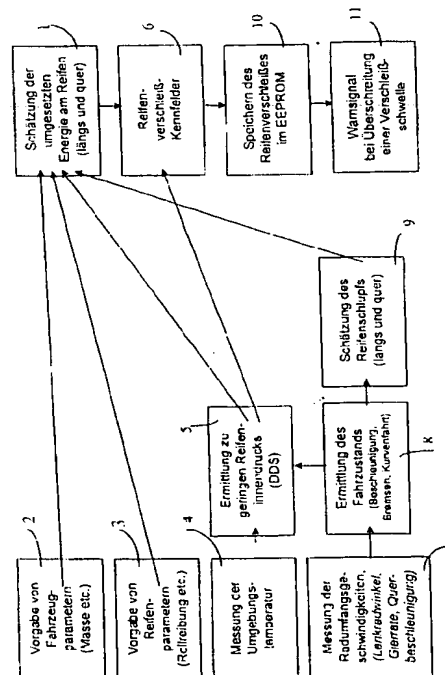 1
Schätzung der
umgesetzten
Energie am Reifen
(längs und quer)
6
Reifen-
verschleiß-
Kennfelder
10
Speichern des
Reifenverschleißes
im EEPROM
11
Warnsignal
bei Überschreitung
einer Verschleiß-
schwelle
9
Schätzung des
Reifenschlupfs
(längs und quer)
5
Ermittlung zu
geringen Reifen-
innendrucks
(DDS)
8
Ermittlung des
Fahrzustands
(Beschleunigung,
Bremsen, Kurvenfahrt)
2
Vorgabe von
Fahrzeug-
parametern
(Masse etc.)
3
Vorgabe von
Reifen-
parametern
(Rollreibung etc.)
4
Messung der
Umgebungs-
temperatur
Messung der
Radumfangsge-
schwindigkeiten,
(Lenkradwinkel,
Gierrate, Quer-
beschleunigung)